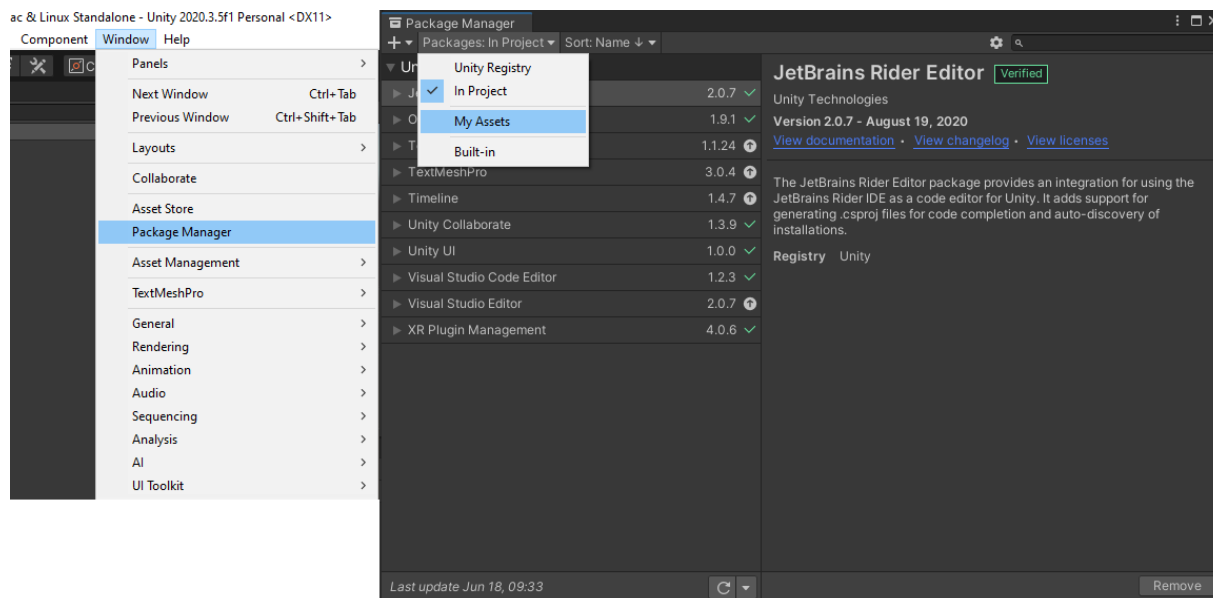 ac & Linux Standalone - Unity 2020.3.5f1 Personal <DX11>
Component Window Help
Panels
Next Window Ctrl+Tab
Previous Window Ctrl+Shift+Tab
Layouts
Collaborate
Asset Store
Package Manager
Asset Management
TextMeshPro
General
Rendering
Animation
Audio
Sequencing
Analysis
AI
UI Toolkit
Package Manager
Packages: In Project Sort: Name ↓
Unity Registry
In Project
My Assets
Built-in
2.0.7
1.9.1
1.1.24
TextMeshPro 3.0.4
Timeline 1.4.7
Unity Collaborate 1.3.9
Unity UI 1.0.0
Visual Studio Code Editor 1.2.3
Visual Studio Editor 2.0.7
XR Plugin Management 4.0.6
Last update Jun 18, 09:33
JetBrains Rider Editor Verified
Unity Technologies
Version 2.0.7 - August 19, 2020
View documentation • View changelog • View licenses
The JetBrains Rider Editor package provides an integration for using the
JetBrains Rider IDE as a code editor for Unity. It adds support for
generating .csproj files for code completion and auto-discovery of
installations.
Registry Unity
Remove